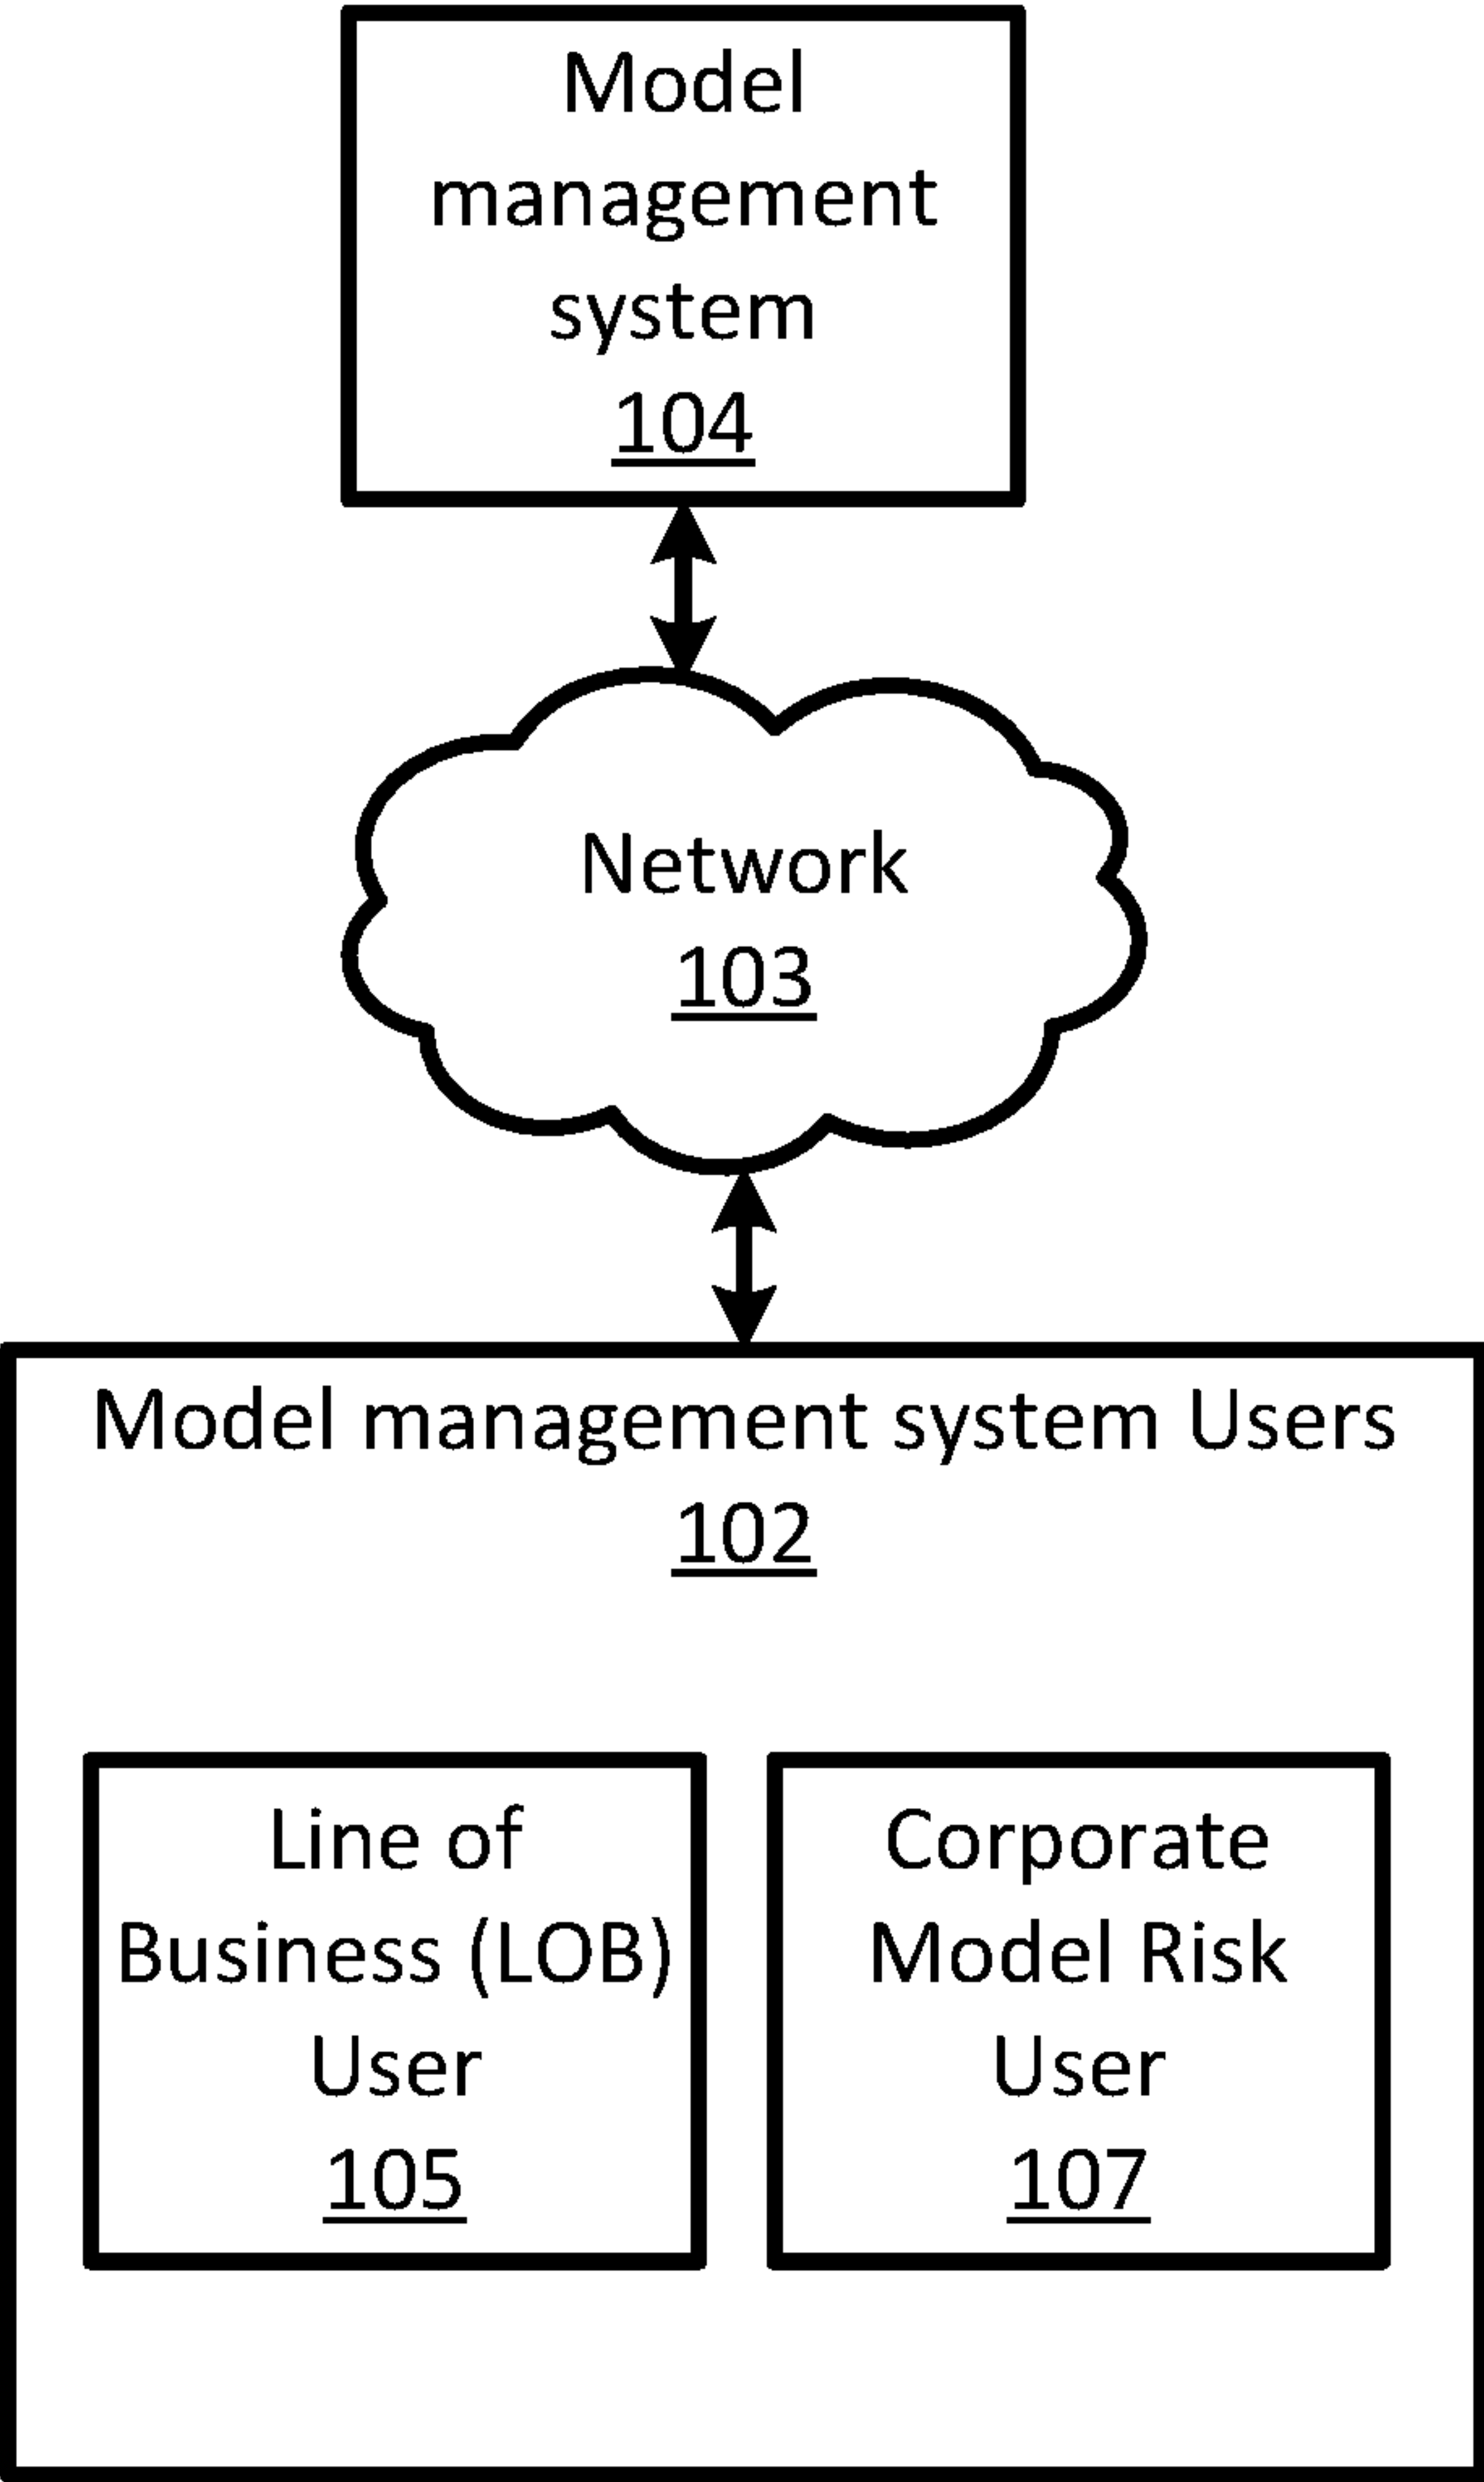 Model
management
system
104
Network
103
Model management system Users
102
Line of
Business (LOB)
User
105
Corporate
Model Risk
User
107